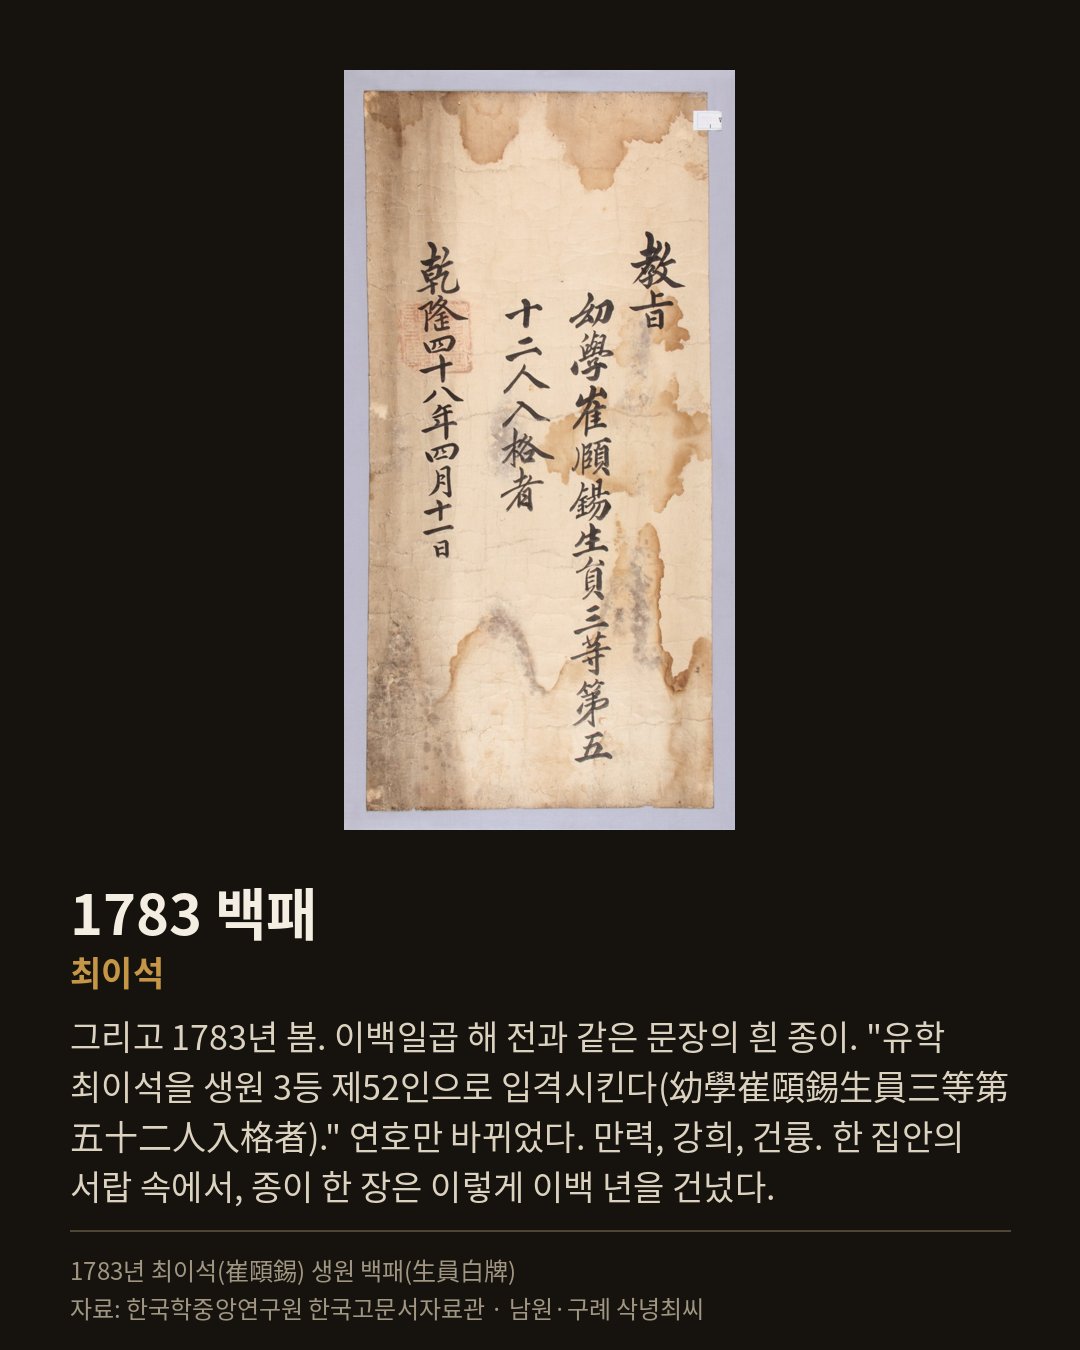 教旨
幼學崔頤錫生員三等第五
十二人入格者
乾隆四十八年四月十一日
1783 백패
최이석
그리고 1783년 봄. 이백일곱 해 전과 같은 문장의 흰 종이. "유학
최이석을 생원 3등 제52인으로 입격시킨다(幼學崔頤錫生員三等第
五十二人入格者)." 연호만 바뀌었다. 만력, 강희, 건륭. 한 집안의
서랍 속에서, 종이 한 장은 이렇게 이백 년을 건넜다.
1783년 최이석(崔頤錫) 생원 백패(生員白牌)
자료: 한국학중앙연구원 한국고문서자료관 · 남원·구례 삭녕최씨